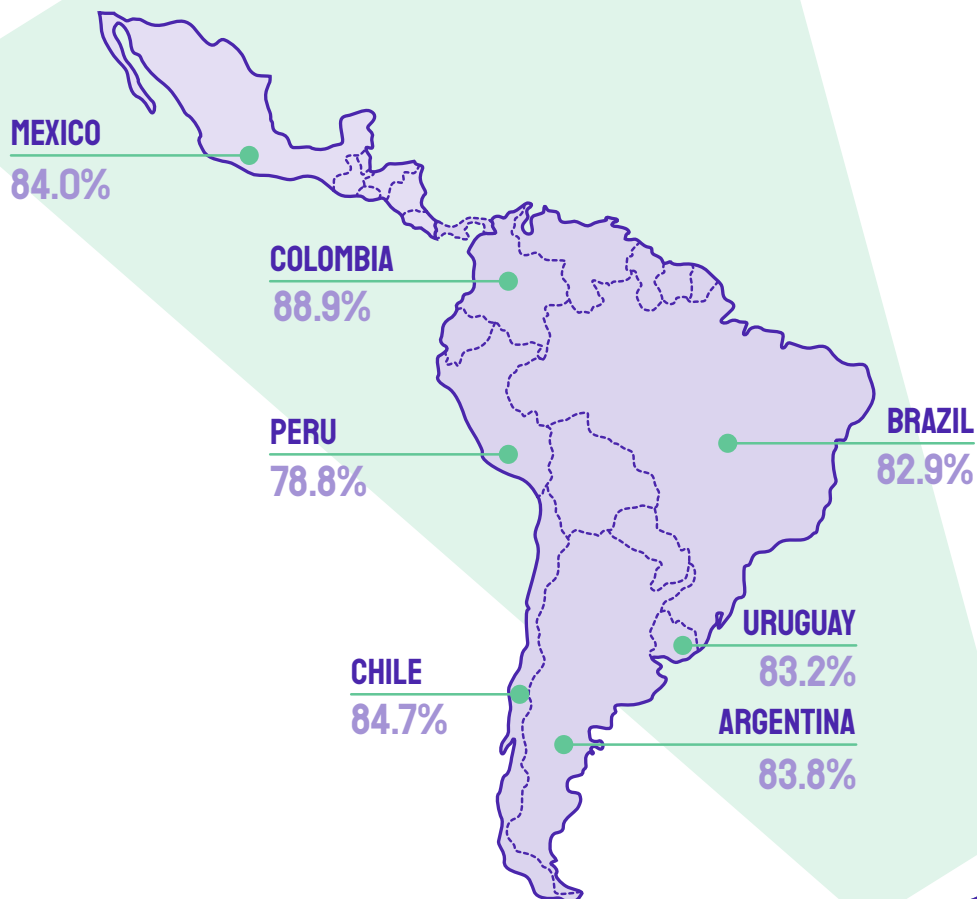 MEXICO
84.0%
COLOMBIA
88.9%
PERU
78.8%
BRAZIL
82.9%
URUGUAY
83.2%
CHILE
84.7%
ARGENTINA
83.8%